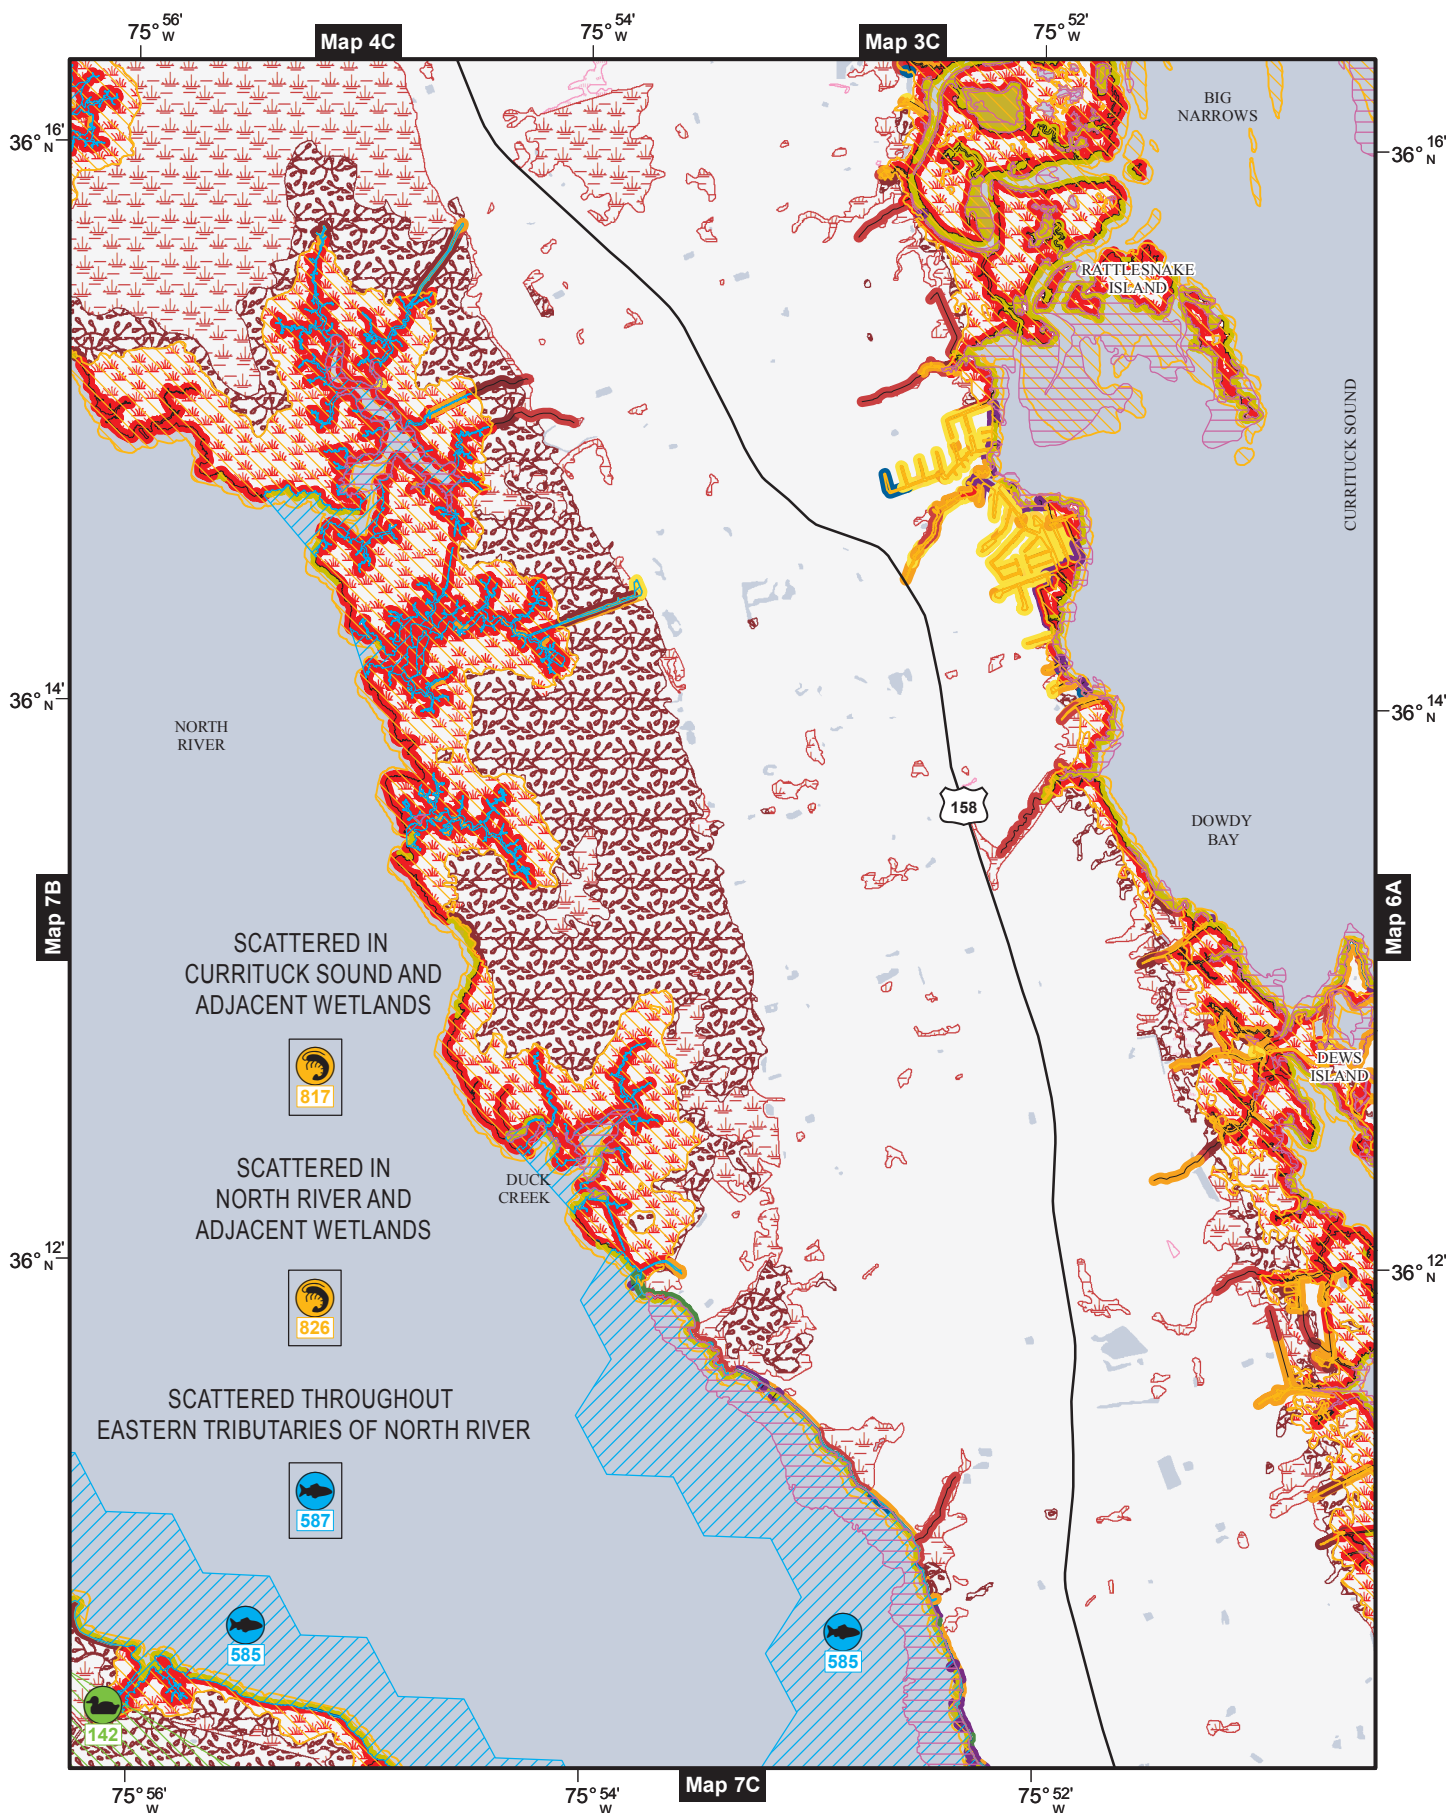 75° 56' W
75° 54' W
75° 52' W
Map 4C
Map 3C
36° 16' N
36° 16' N
BIG
NARROWS
RATTLESNAKE
ISLAND
CURRITUCK SOUND
36° 14' N
36° 14' N
NORTH
RIVER
158
DOWDY
BAY
Map 7B
Map 6A
SCATTERED IN
CURRITUCK SOUND AND
ADJACENT WETLANDS
817
DEWS
ISLAND
SCATTERED IN
NORTH RIVER AND
ADJACENT WETLANDS
DUCK
CREEK
36° 12' N
36° 12' N
826
SCATTERED THROUGHOUT
EASTERN TRIBUTARIES OF NORTH RIVER
587
585
585
142
75° 56' W
75° 54' W
Map 7C
75° 52' W